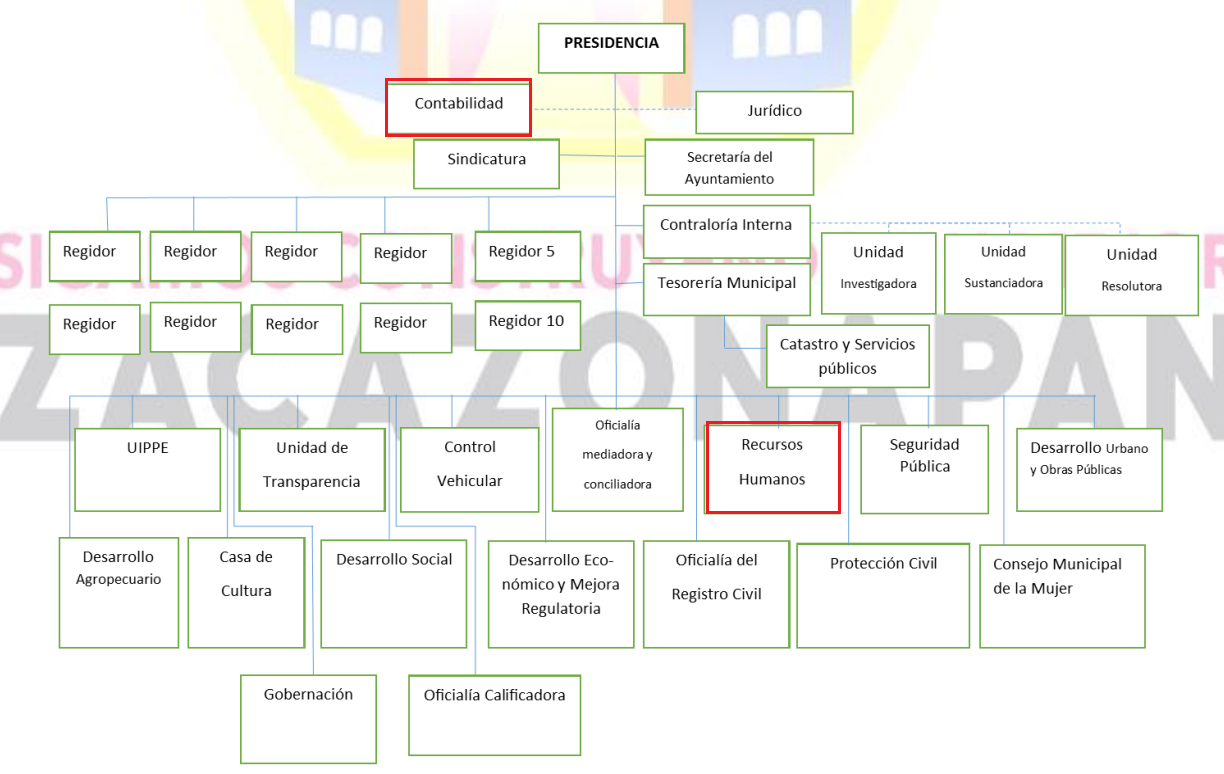 PRESIDENCIA
Contabilidad
Jurídico
Sindicatura
Secretaría del
Ayuntamiento
Contraloría Interna
Regidor
Regidor
Regidor
Regidor
Regidor 5
Unidad
Investigadora
Unidad
Sustanciadora
Unidad
Resolutora
Tesorería Municipal
Regidor
Regidor
Regidor
Regidor
Regidor 10
Catastro y Servicios
públicos
ZACAZONAPAN
UIPPE
Unidad de
Transparencia
Control
Vehicular
Oficialía
mediadora y
conciliadora
Recursos
Humanos
Seguridad
Pública
Desarrollo Urbano
y Obras Públicas
Desarrollo
Agropecuario
Casa de
Cultura
Desarrollo Social
Desarrollo Eco-
nómico y Mejora
Regulatoria
Oficialía del
Registro Civil
Protección Civil
Consejo Municipal
de la Mujer
Gobernación
Oficialía Calificadora